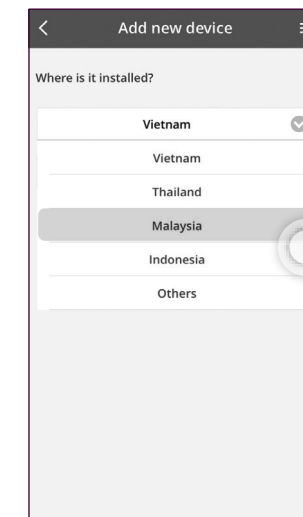 Add new device
Where is it installed?
Vietnam
Vietnam
Thailand
Malaysia
Indonesia
Others